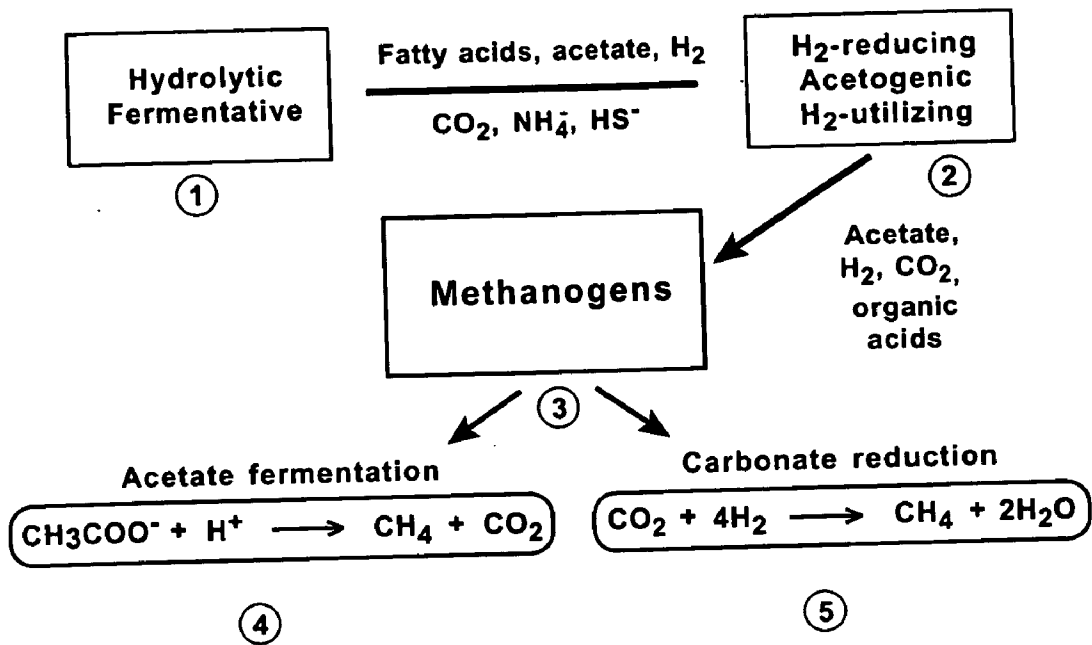 Hydrolytic
Fermentative
Fatty acids, acetate, H2
CO2, NH4-, HS-
H2-reducing
Acetogenic
H2-utilizing
1
2
Methanogens
Acetate,
H2, CO2,
organic
acids
3
Acetate fermentation
CH3COO- + H+ → CH4 + CO2
Carbonate reduction
CO2 + 4H2 → CH4 + 2H2O
4
5